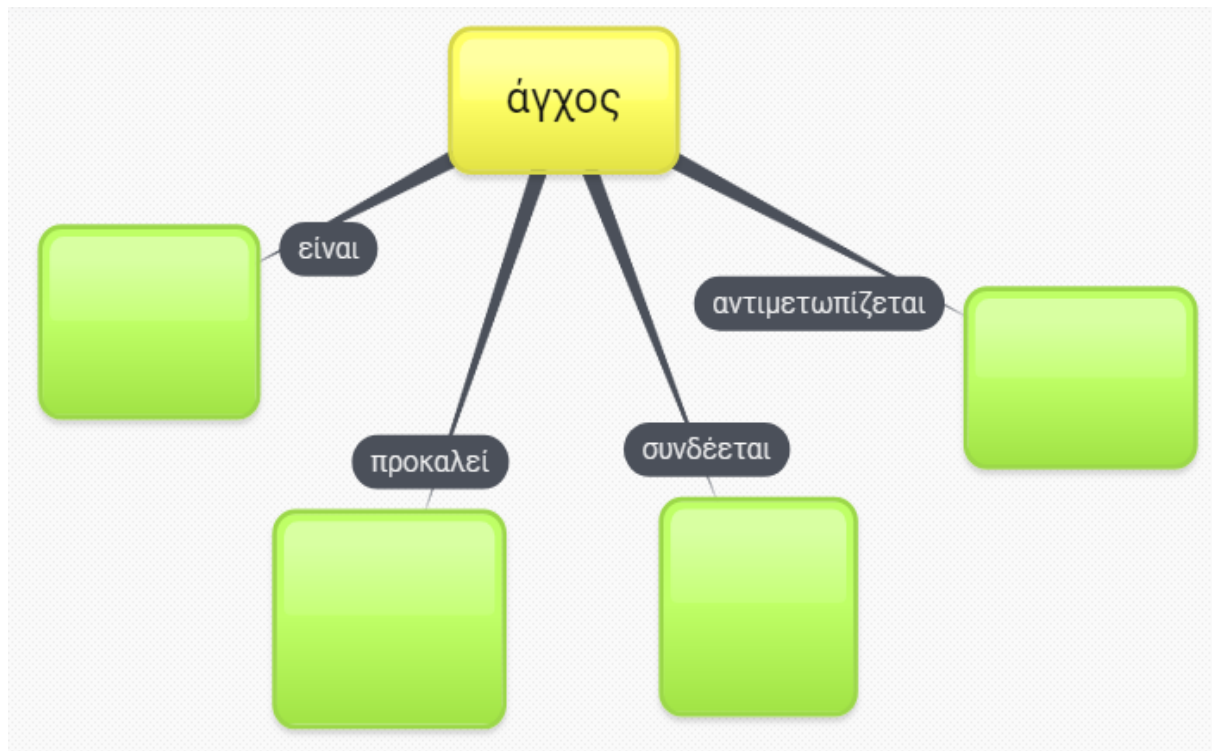 άγχος
είναι
αντιμετωπίζεται
προκαλεί
συνδέεται